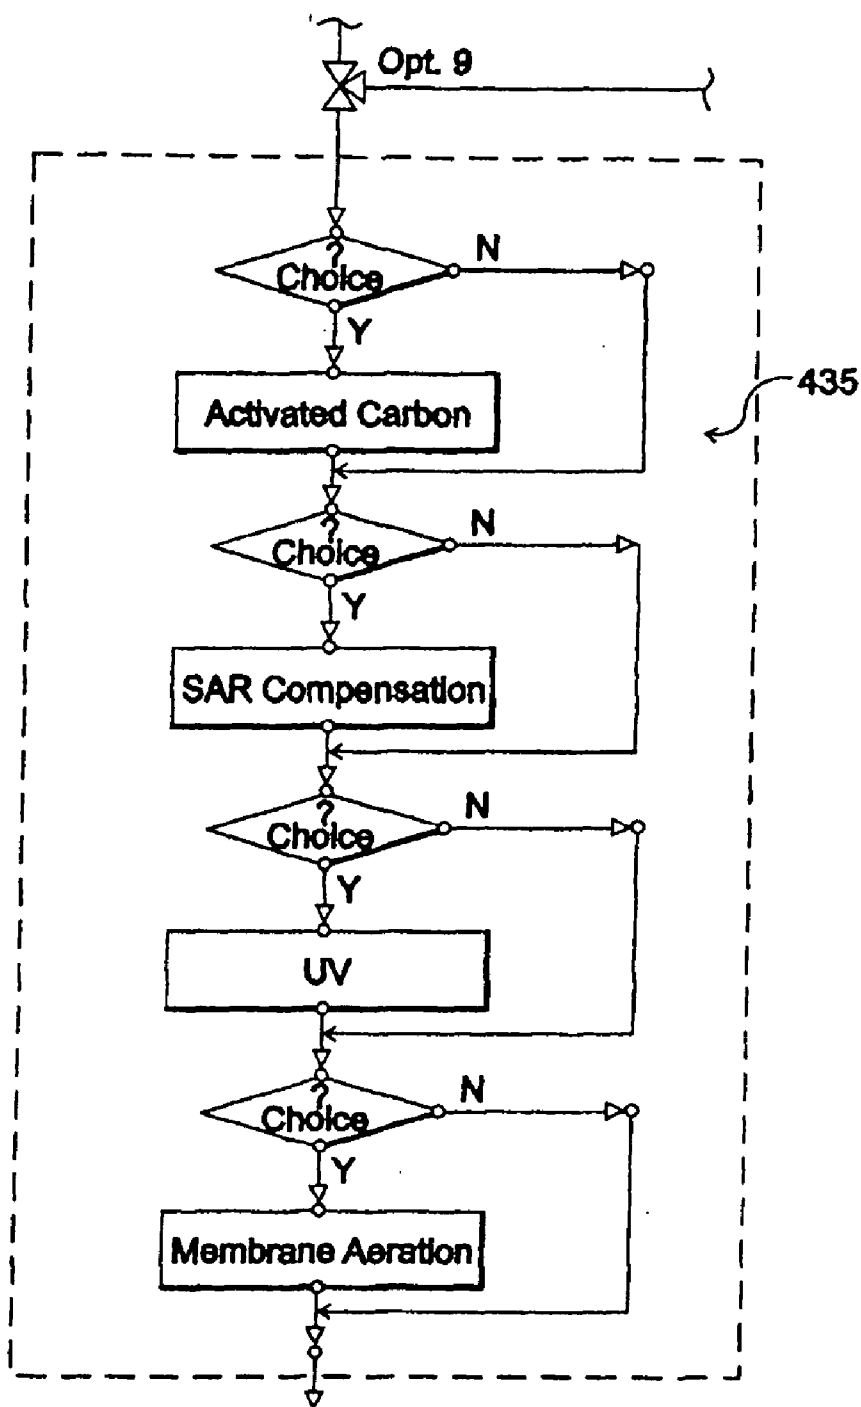 Opt. 9
?
Choice
N
Y
435
Activated Carbon
?
Choice
N
Y
SAR Compensation
?
Choice
N
Y
UV
?
Choice
N
Y
Membrane Aeration